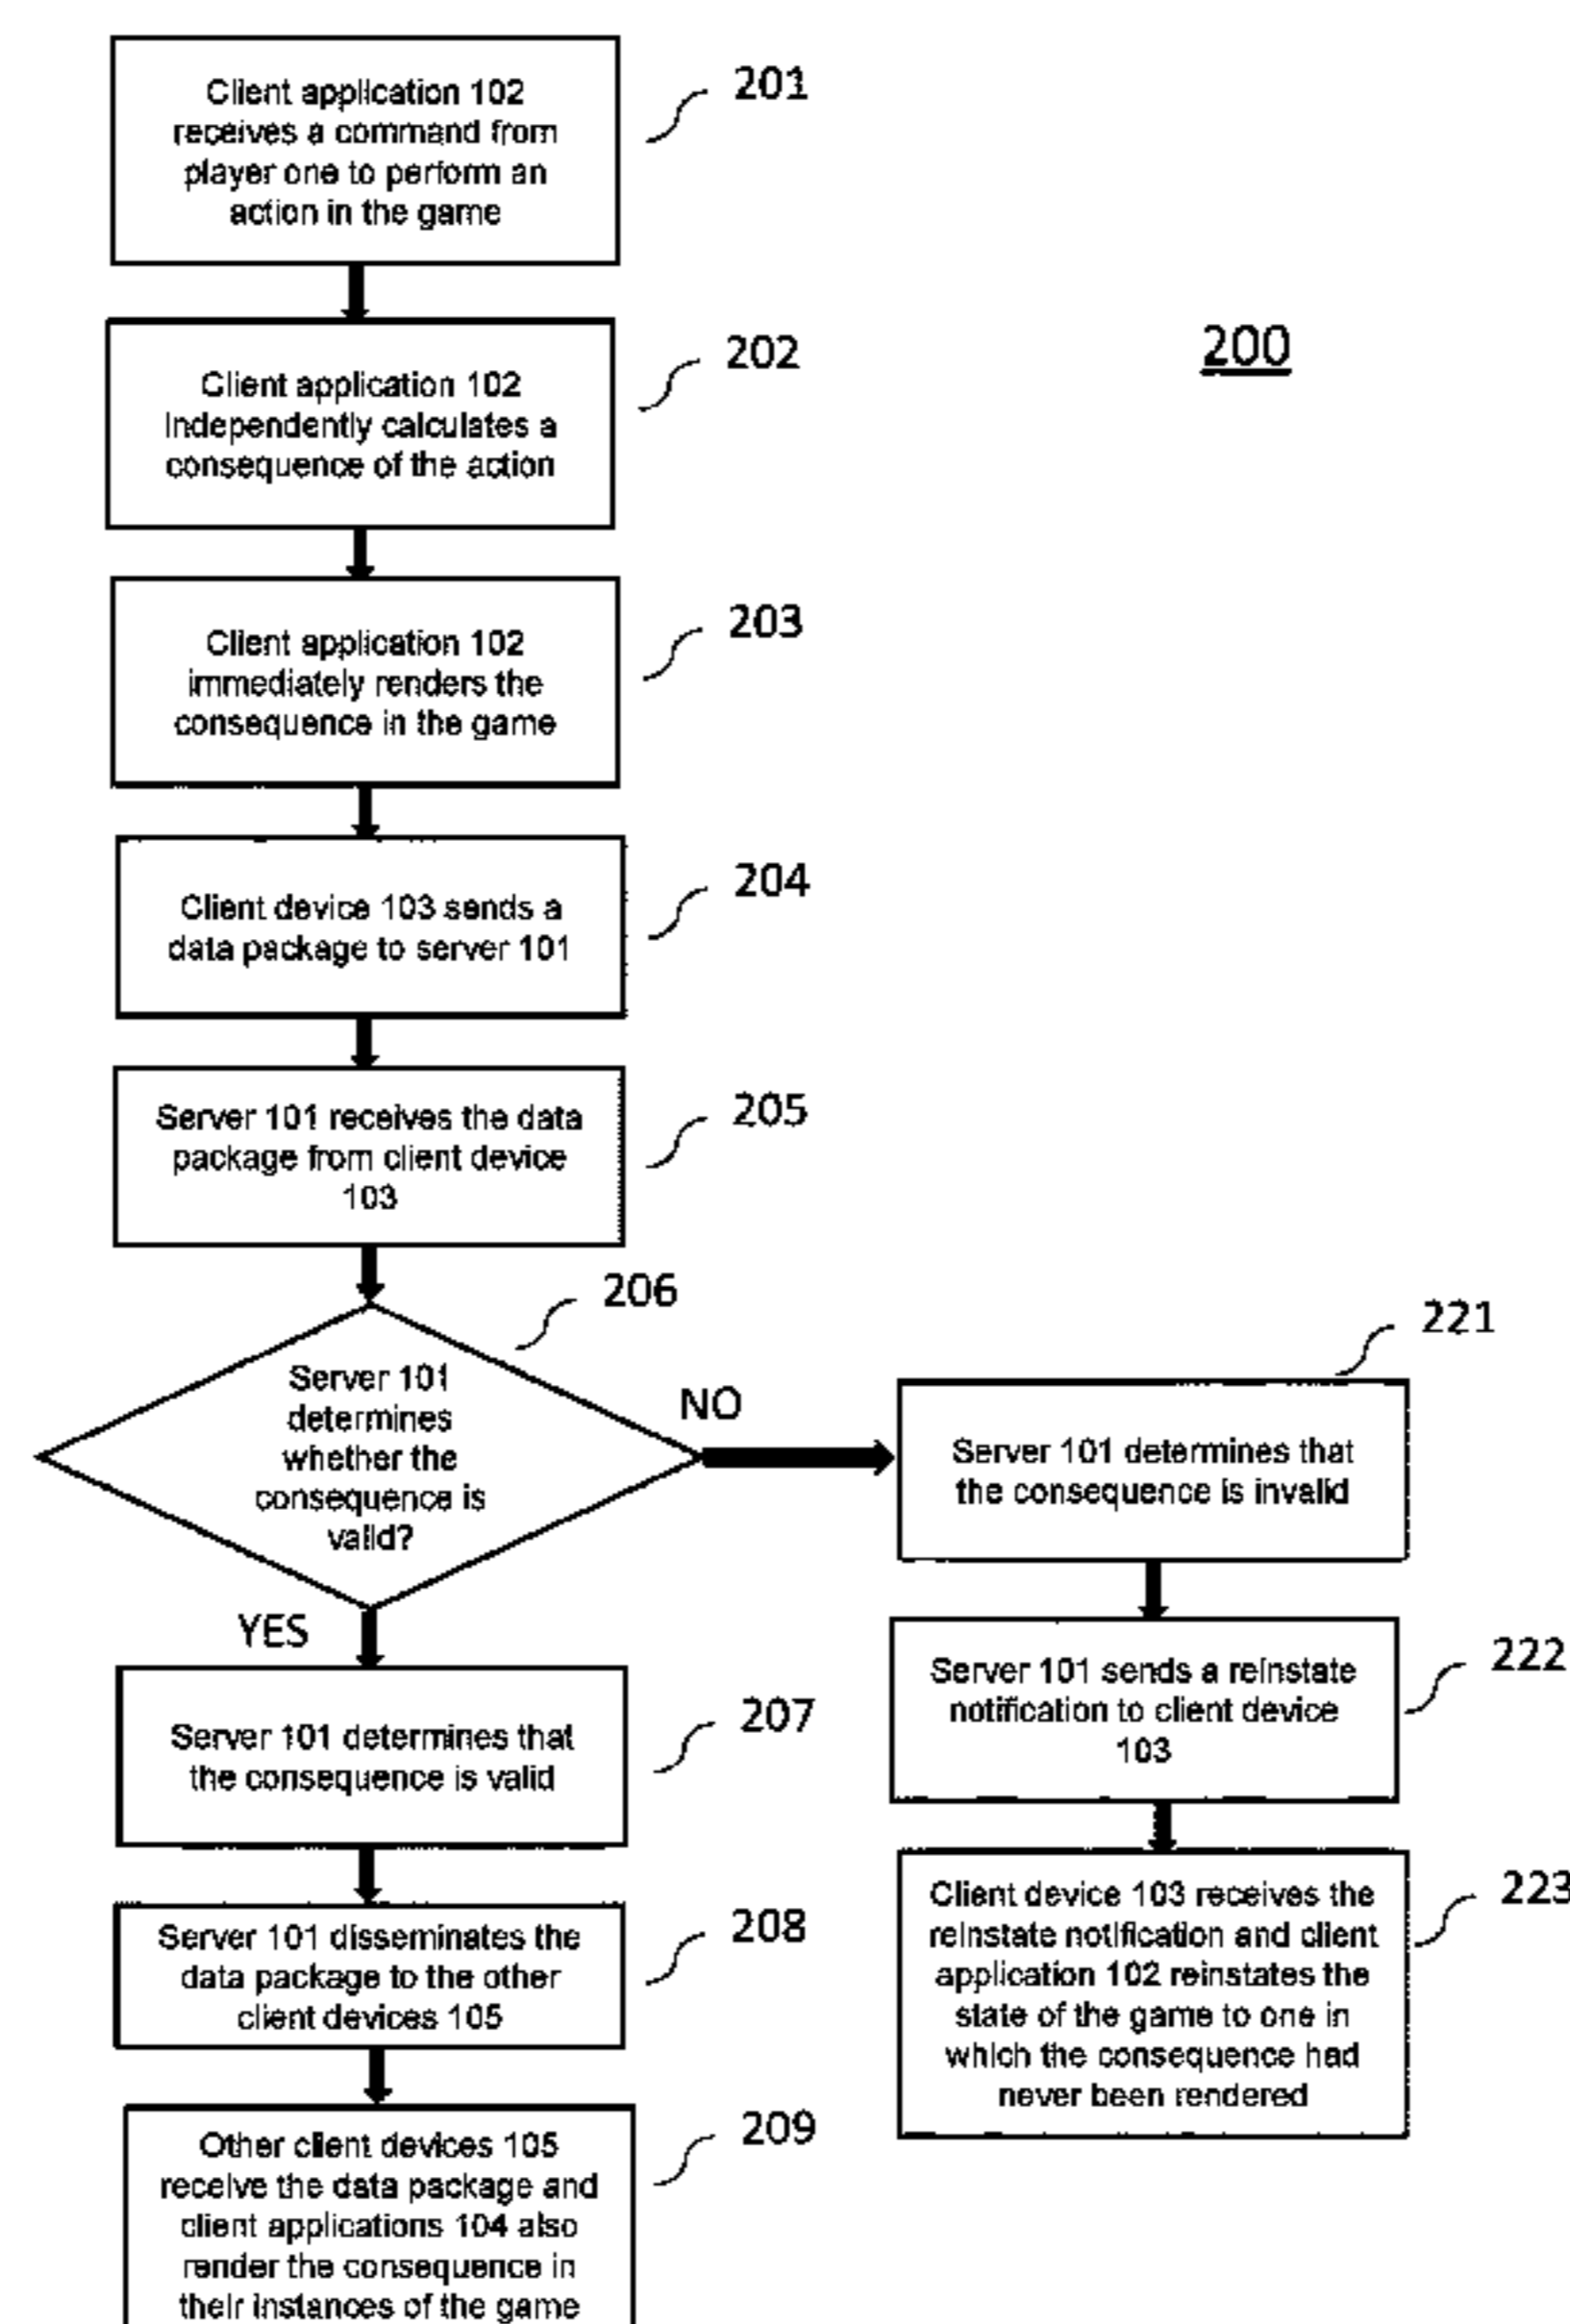 Client application 102
receives a command from
player one to perform an
action in the game
201
Client application 102
Independently calculates a
consequence of the action
202
200
Client application 102
immediately renders the
consequence in the game
203
Client device 103 sends a
data package to server 101
204
Server 101 receives the data
package from client device
103
205
Server 101
determines
whether the
consequence is
valid?
206
NO
YES
Server 101 determines that
the consequence is invalid
221
Server 101 sends a reinstate
notification to client device
103
222
Client device 103 receives the
reinstate notification and client
application 102 reinstates the
state of the game to one in
which the consequence had
never been rendered
223
Server 101 determines that
the consequence is valid
207
Server 101 disseminates the
data package to the other
client devices 105
208
Other client devices 105
receive the data package and
client applications 104 also
render the consequence in
their instances of the game
209